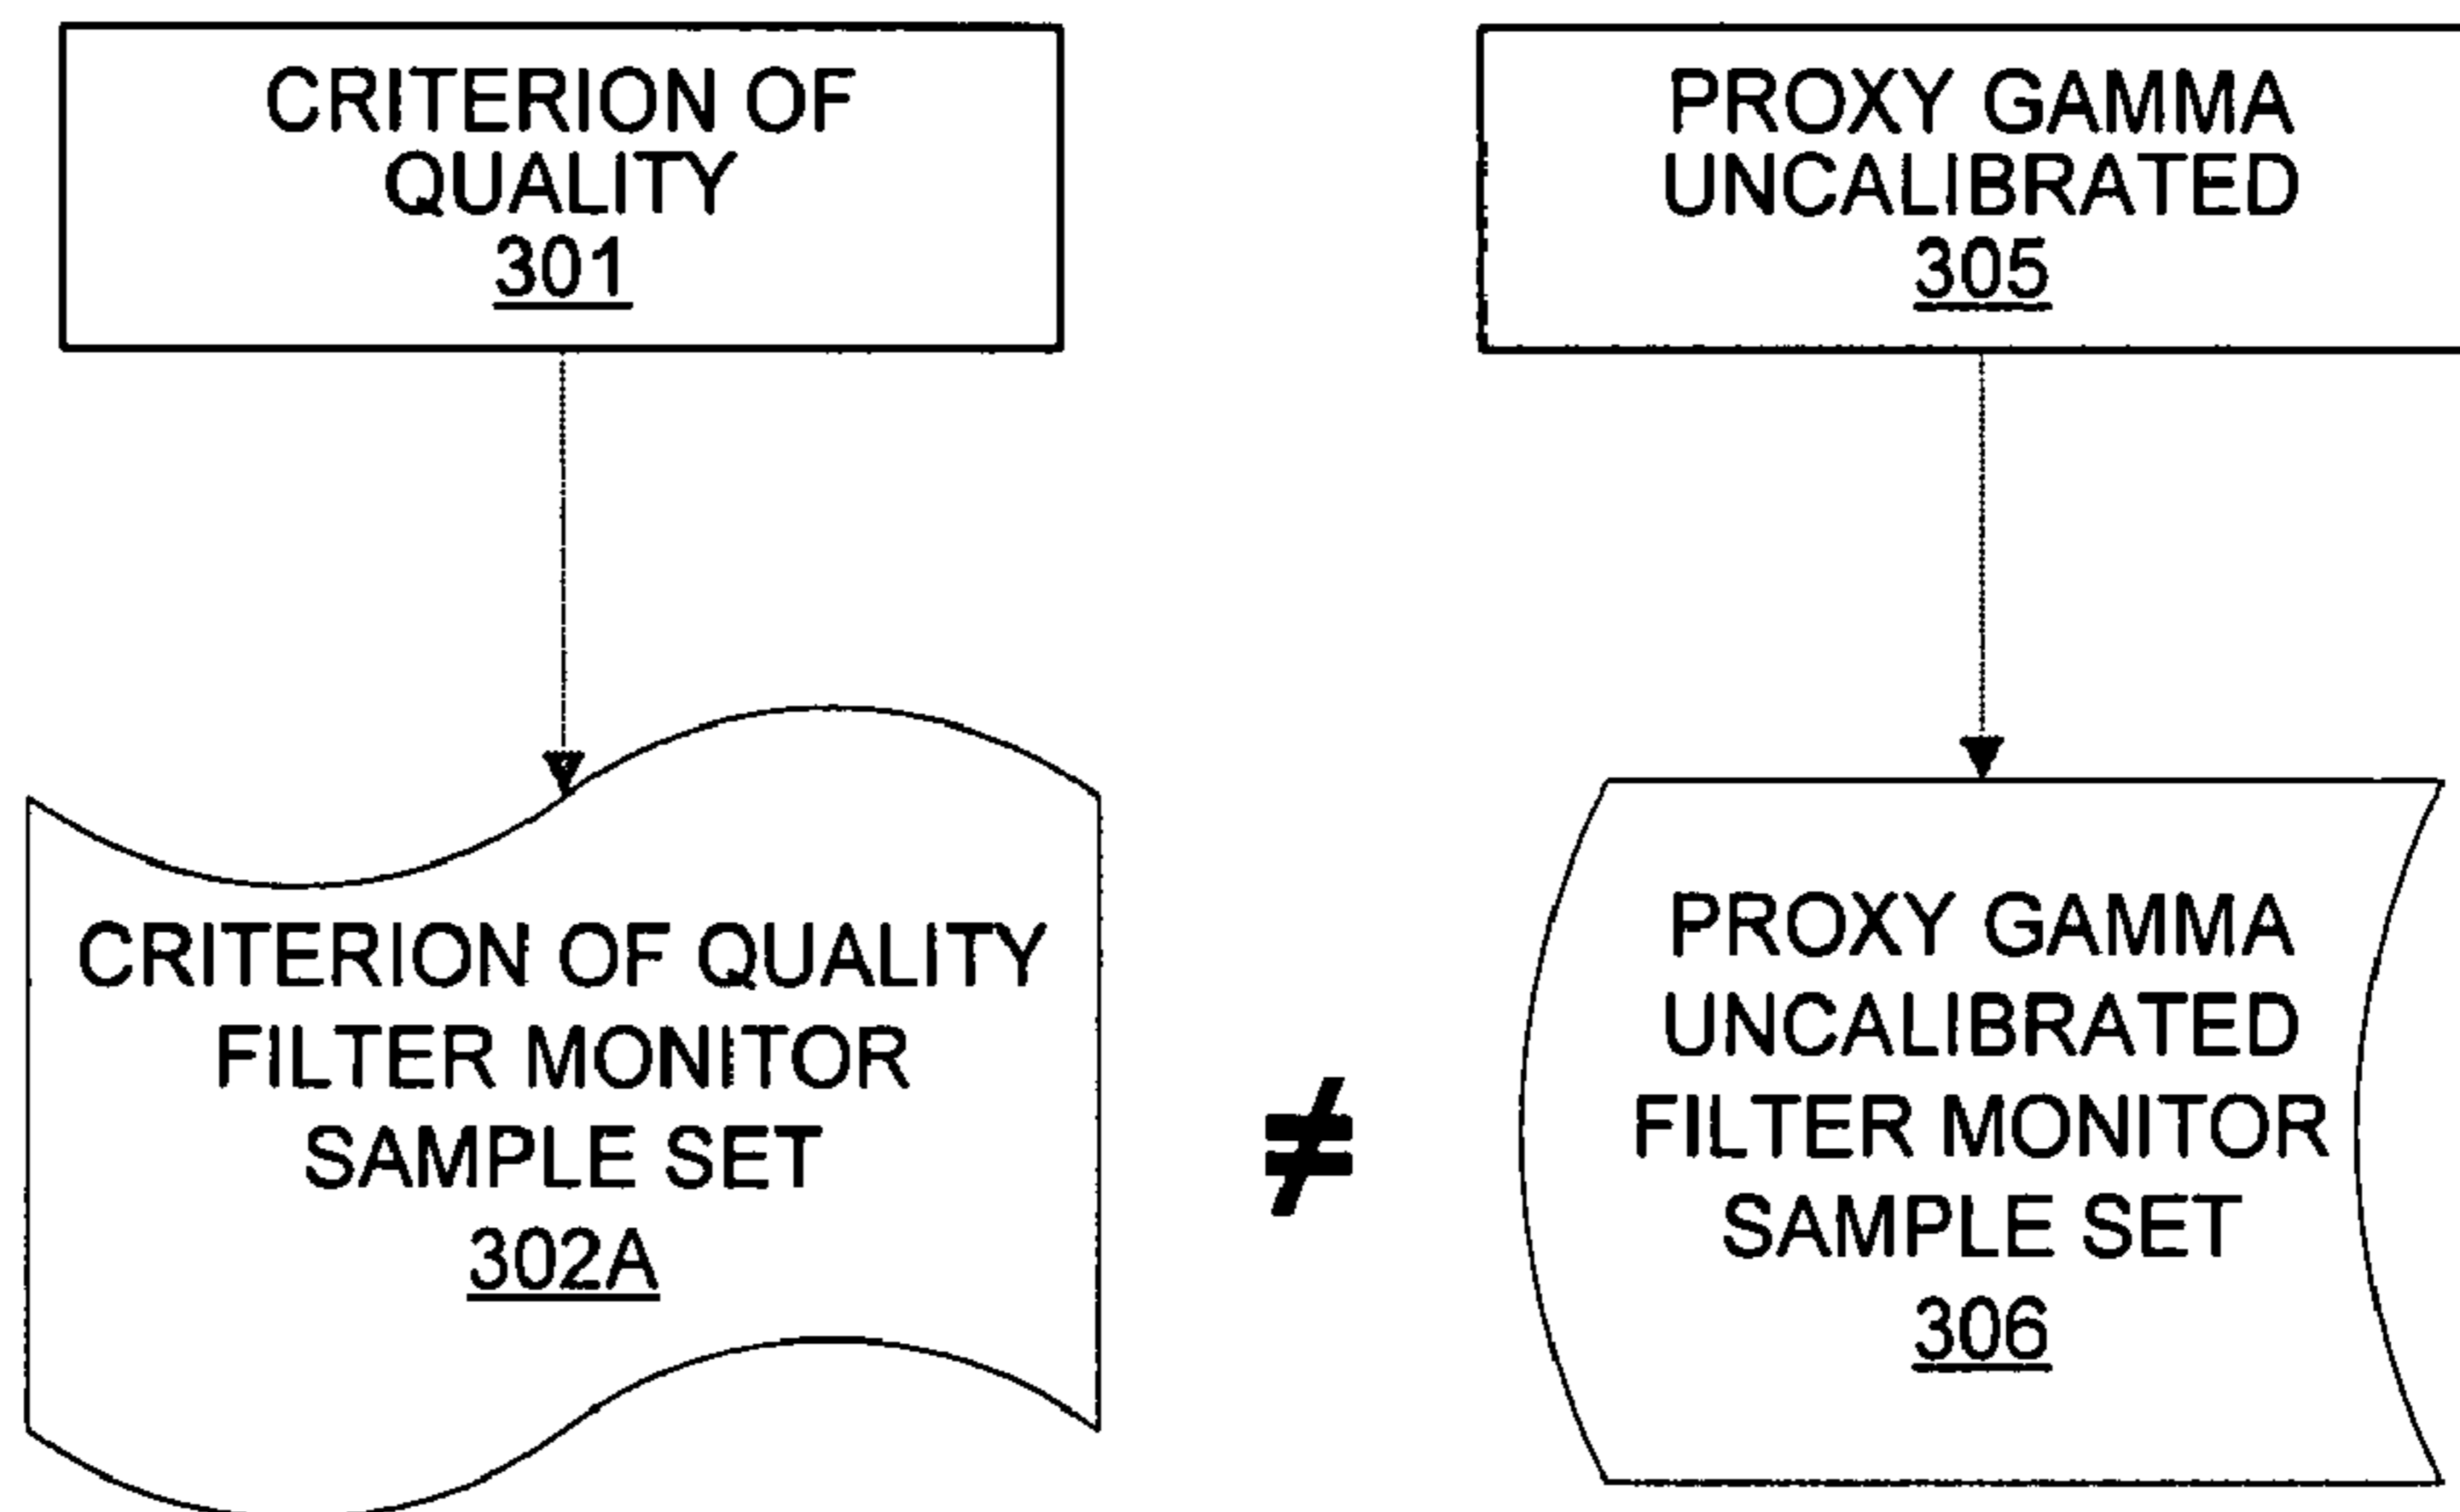 CRITERION OF
QUALITY
301
PROXY GAMMA
UNCALIBRATED
305
CRITERION OF QUALITY
FILTER MONITOR
SAMPLE SET
302A
≠
PROXY GAMMA
UNCALIBRATED
FILTER MONITOR
SAMPLE SET
306